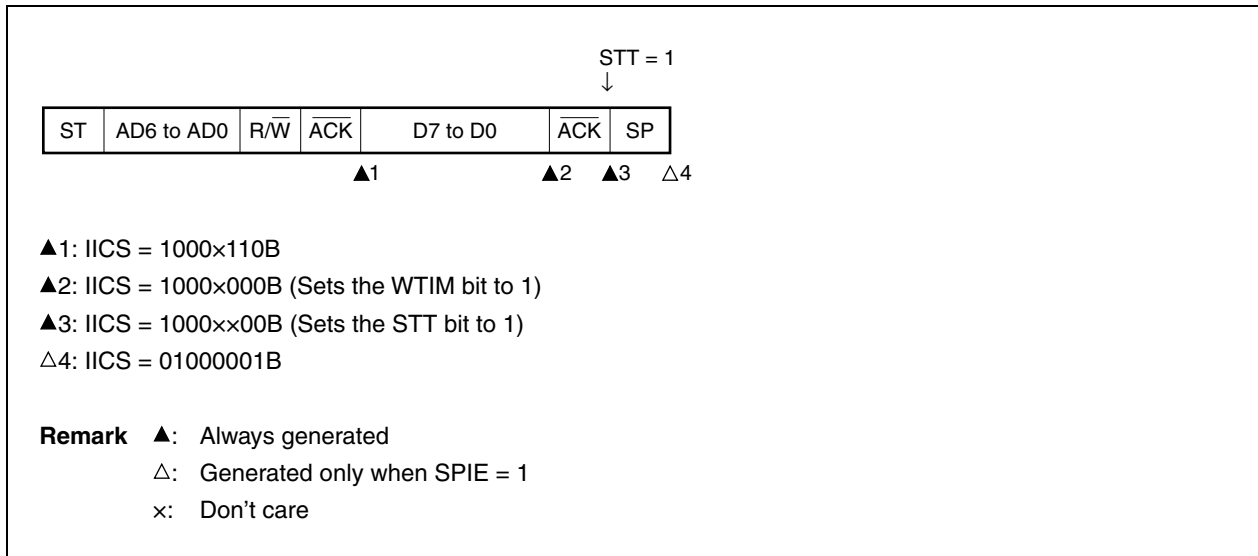 STT = 1
↓
ST AD6 to AD0 R/W̅ A̅C̅K̅ D7 to D0 A̅C̅K̅ SP
▲1 ▲2 ▲3 △4
▲1: IICS = 1000×110B
▲2: IICS = 1000×000B (Sets the WTIM bit to 1)
▲3: IICS = 1000××00B (Sets the STT bit to 1)
△4: IICS = 01000001B
Remark ▲: Always generated
△: Generated only when SPIE = 1
×: Don't care